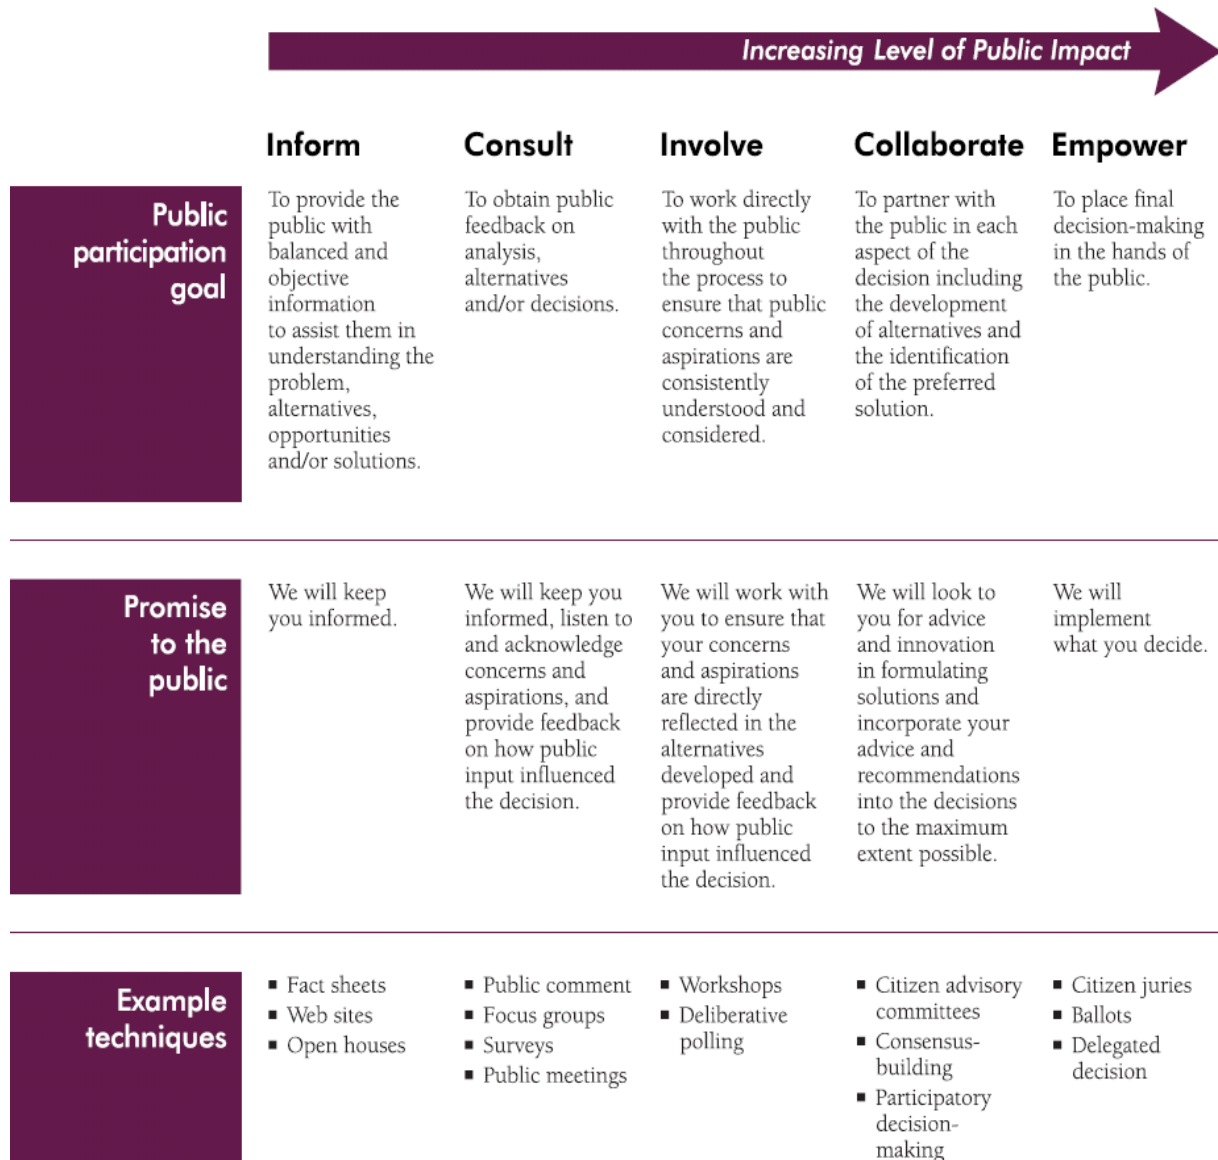 Increasing Level of Public Impact
Inform
Consult
Involve
Collaborate
Empower
Public
participation
goal
To provide the
public with
balanced and
objective
information
to assist them in
understanding the
problem,
alternatives,
opportunities
and/or solutions.
To obtain public
feedback on
analysis,
alternatives
and/or decisions.
To work directly
with the public
throughout
the process to
ensure that public
concerns and
aspirations are
consistently
understood and
considered.
To partner with
the public in each
aspect of the
decision including
the development
of alternatives and
the identification
of the preferred
solution.
To place final
decision-making
in the hands of
the public.
Promise
to the
public
We will keep
you informed.
We will keep you
informed, listen to
and acknowledge
concerns and
aspirations, and
provide feedback
on how public
input influenced
the decision.
We will work with
you to ensure that
your concerns
and aspirations
are directly
reflected in the
alternatives
developed and
provide feedback
on how public
input influenced
the decision.
We will look to
you for advice
and innovation
in formulating
solutions and
incorporate your
advice and
recommendations
into the decisions
to the maximum
extent possible.
We will
implement
what you decide.
Example
techniques
▪ Fact sheets
▪ Web sites
▪ Open houses
▪ Public comment
▪ Focus groups
▪ Surveys
▪ Public meetings
▪ Workshops
▪ Deliberative
polling
▪ Citizen advisory
committees
▪ Consensus-
building
▪ Participatory
decision-
making
▪ Citizen juries
▪ Ballots
▪ Delegated
decision